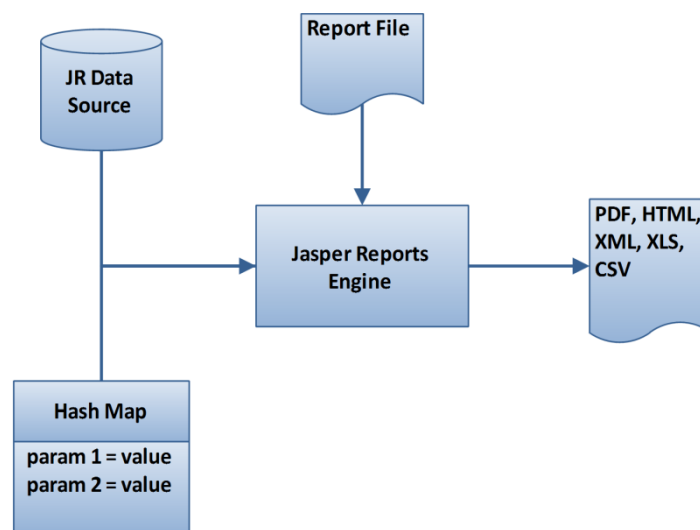 Report File
JR Data
Source
PDF, HTML,
XML, XLS,
CSV
Jasper Reports
Engine
Hash Map
param 1 = value
param 2 = value